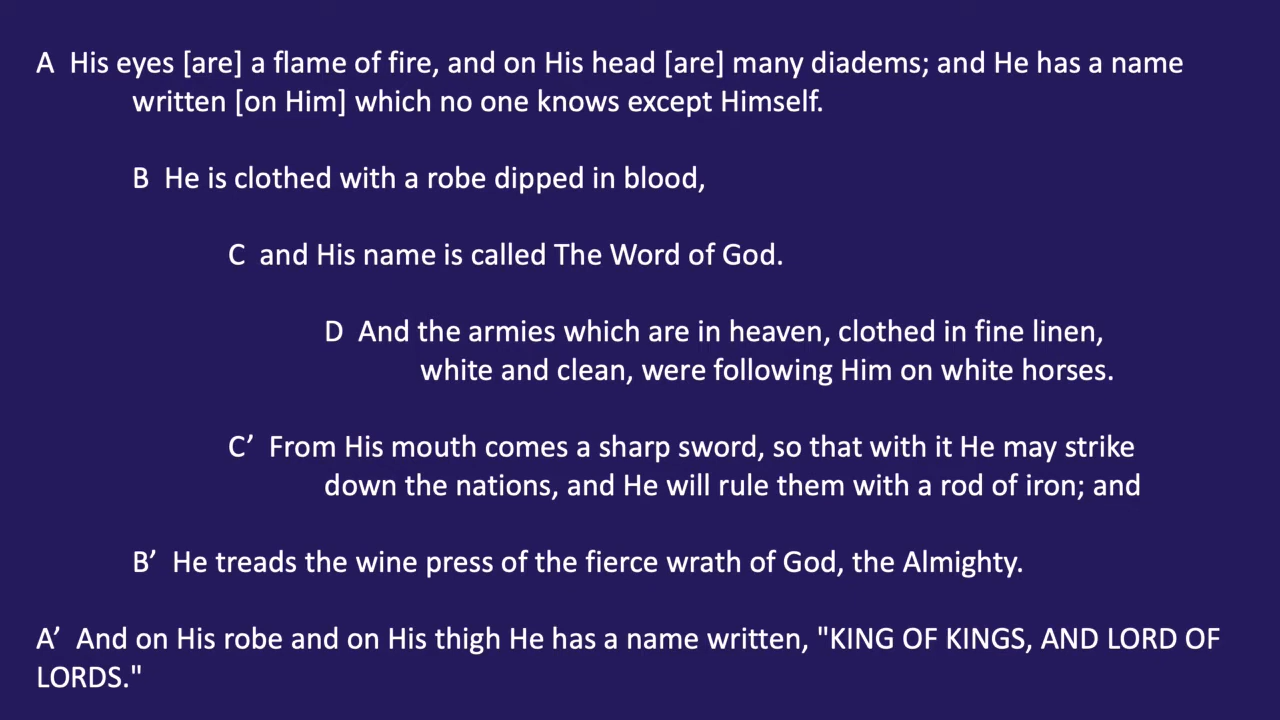 A His eyes [are] a flame of fire, and on His head [are] many diadems; and He has a name
written [on Him] which no one knows except Himself.
B He is clothed with a robe dipped in blood,
C and His name is called The Word of God.
D And the armies which are in heaven, clothed in fine linen,
white and clean, were following Him on white horses.
C’ From His mouth comes a sharp sword, so that with it He may strike
down the nations, and He will rule them with a rod of iron; and
B’ He treads the wine press of the fierce wrath of God, the Almighty.
A’ And on His robe and on His thigh He has a name written, "KING OF KINGS, AND LORD OF
LORDS."